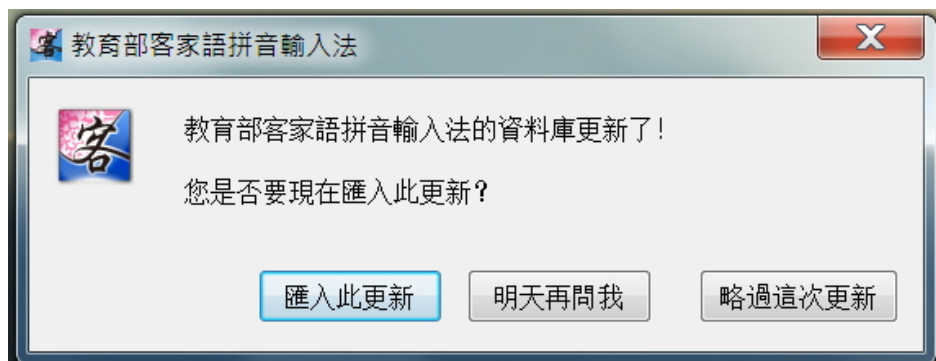 客 教育部客家語拼音輸入法
X
客
教育部客家語拼音輸入法的資料庫更新了!
您是否要現在匯入此更新?
匯入此更新
明天再問我
略過這次更新